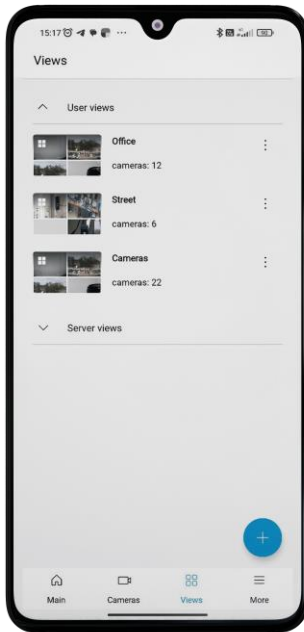 15:17
Views
User views
Office
cameras: 12
Street
cameras: 6
Cameras
cameras: 22
Server views
Main
Cameras
Views
More